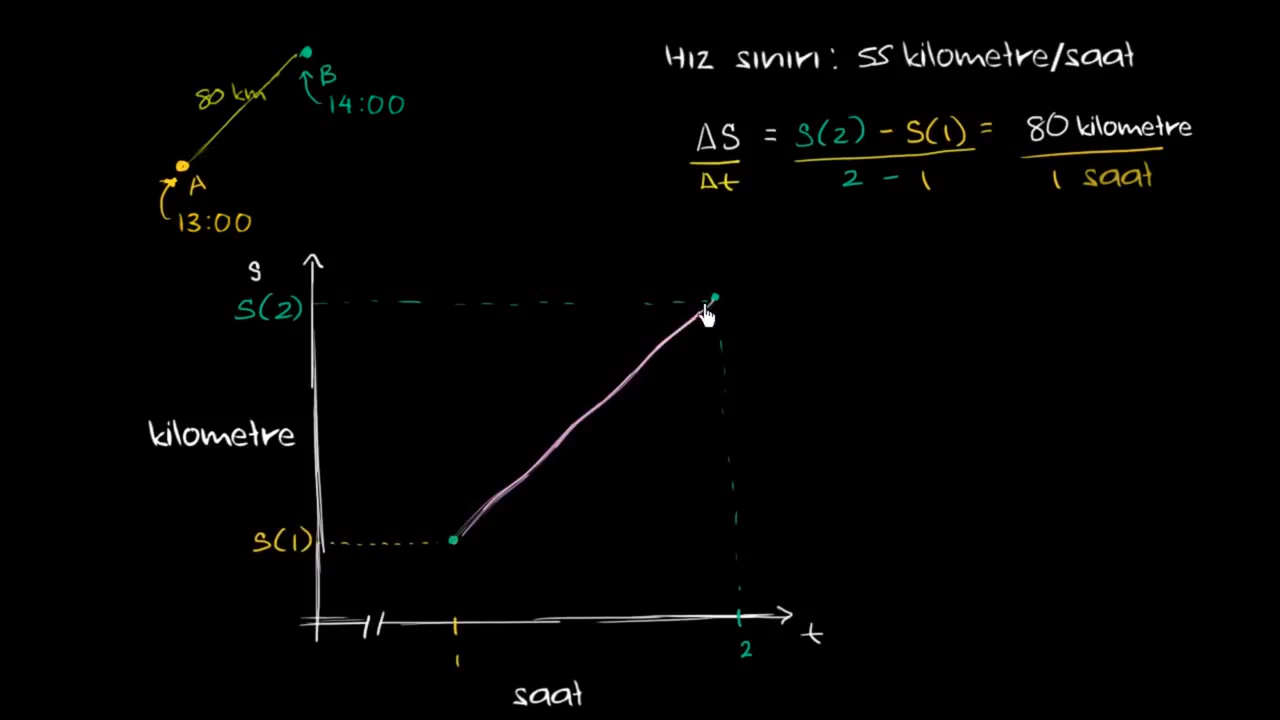 Hız sınırı: 55 kilometre/saat
B
80 km
14:00
A
13:00
ΔS = S(2) - S(1) = 80 kilometre
Δt 2 - 1 1 saat
s
S(2)
kilometre
S(1)
t
1
2
saat